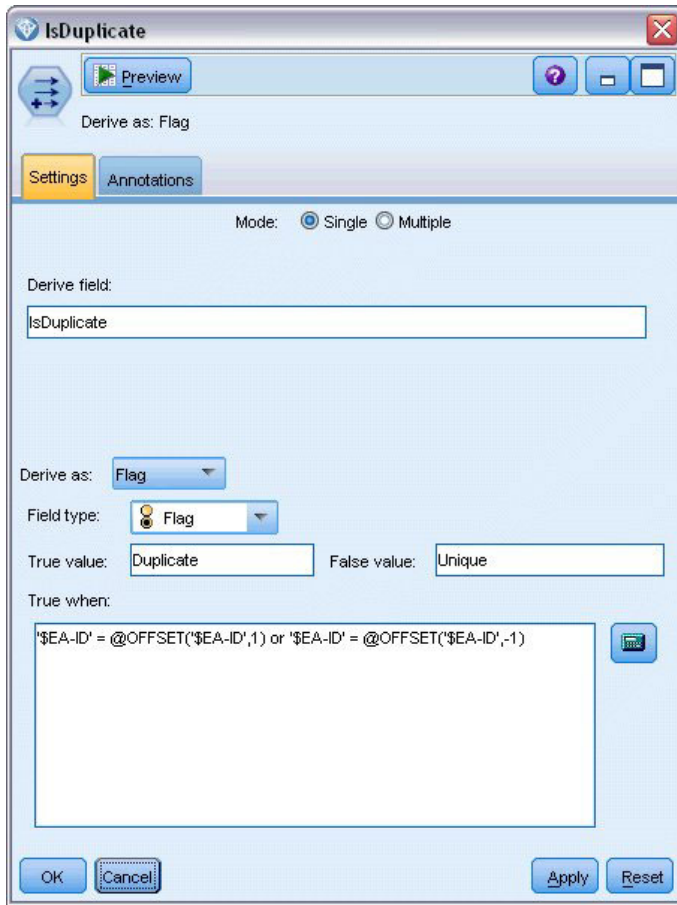 IsDuplicate
Preview
Derive as: Flag
Settings Annotations
Mode: Single Multiple
Derive field:
IsDuplicate
Derive as: Flag
Field type: Flag
True value: Duplicate False value: Unique
True when:
'$EA-ID' = @OFFSET('$EA-ID',1) or '$EA-ID' = @OFFSET('$EA-ID',-1)
OK Cancel Apply Reset